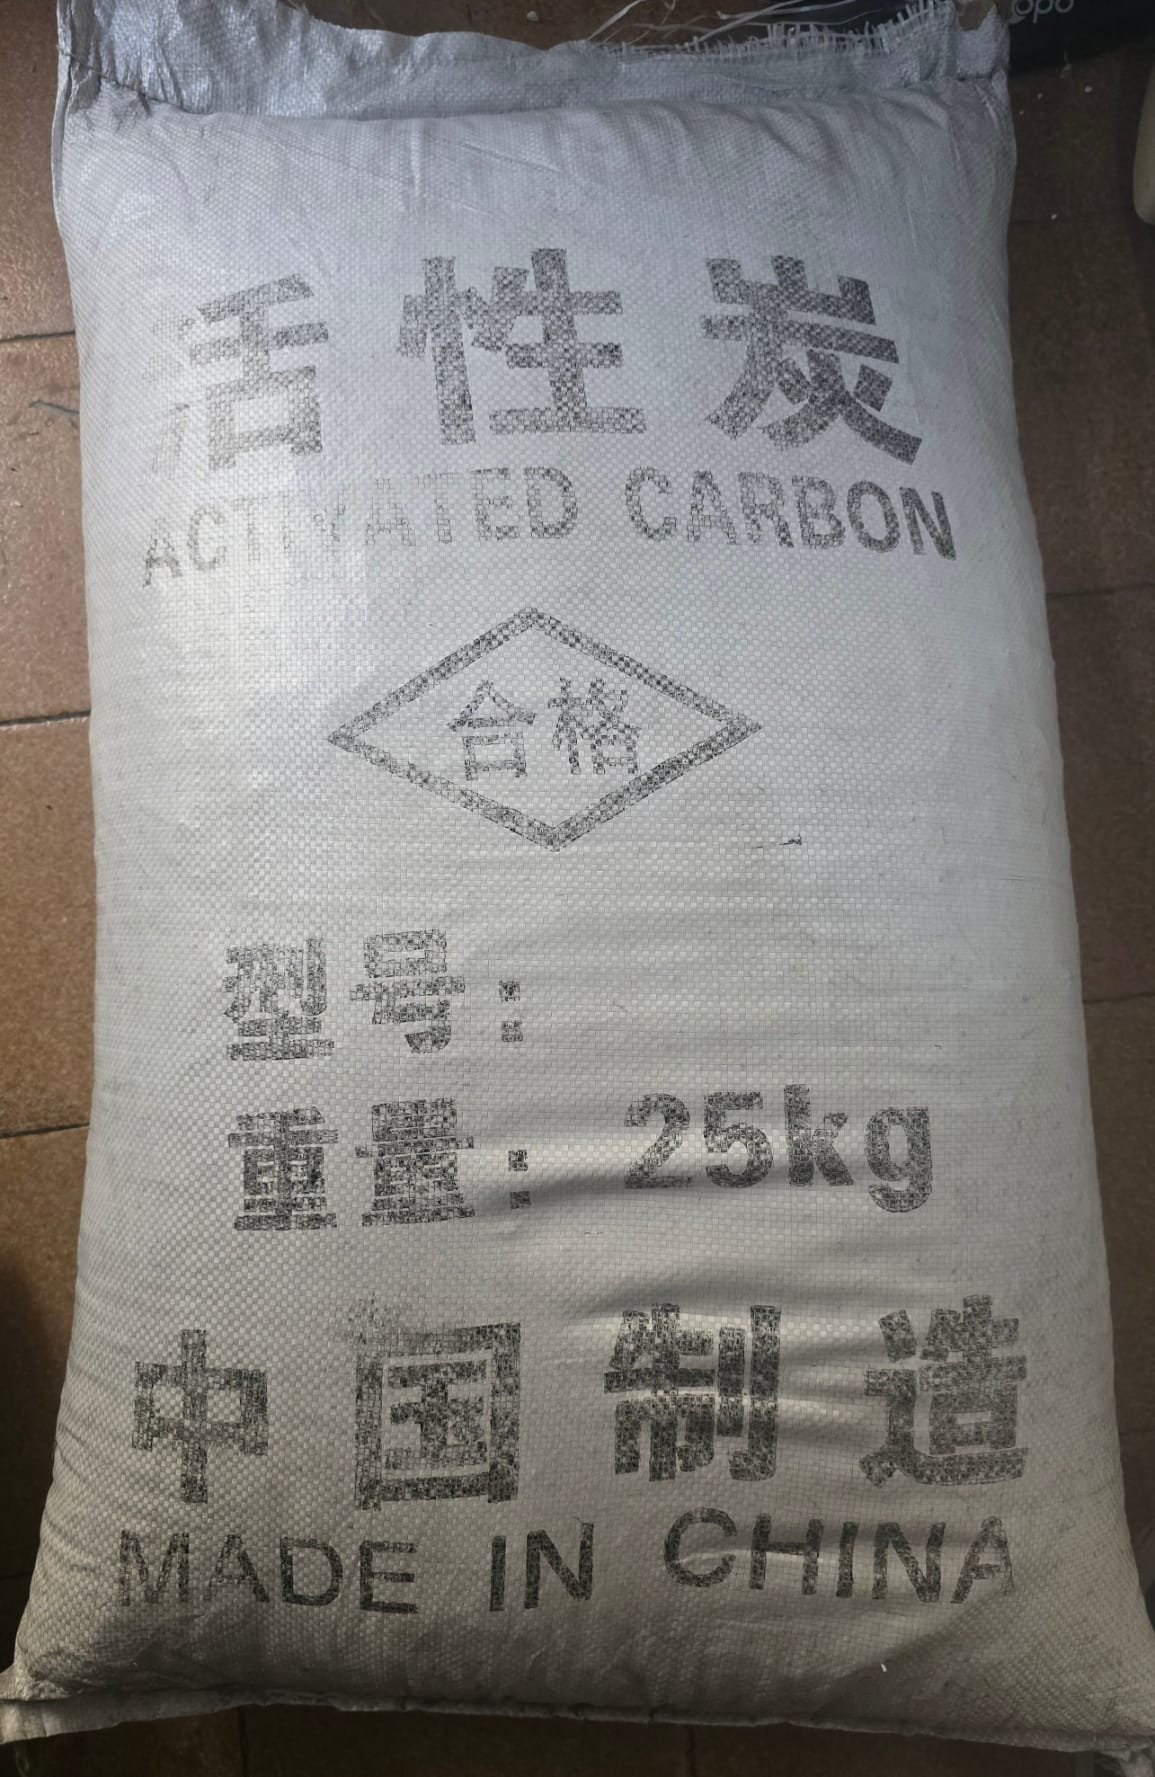 活性炭
ACTIVATED CARBON
合格
型号:
重量: 25kg
中国制造
MADE IN CHINA